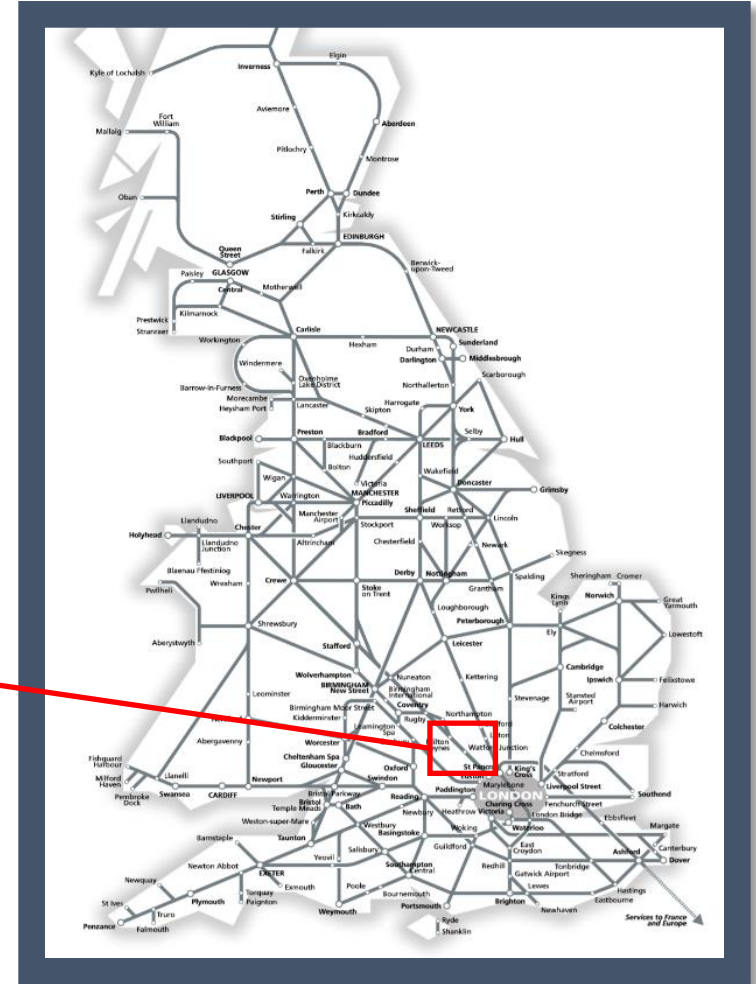 Elgin
Inverness
Kyle of Lochalsh
Aviemore
Fort
William
Mallaig
Aberdeen
Pitlochry
Montrose
Perth
Dundee
Oban
Stirling
Kirkcaldy
Queen
Street
Falkirk
EDINBURGH
Berwick-
upon-Tweed
Paisley
GLASGOW
Central
Motherwell
Prestwick
Stranraer
Kilmarnock
Carlisle
Hexham
NEWCASTLE
Sunderland
Workington
Durham
Darlington
Middlesbrough
Windermere
Oxenholme
Lake District
Northallerton
Scarborough
Barrow-in-Furness
Morecambe
Heysham Port
Lancaster
Skipton
Harrogate
York
Blackpool
Preston
Blackburn
Bradford
LEEDS
Selby
Hull
Southport
Bolton
Huddersfield
Wakefield
Wigan
Victoria
MANCHESTER
Piccadilly
Doncaster
Grimsby
LIVERPOOL
Warrington
Manchester
Airport
Stockport
Sheffield
Retford
Worksop
Lincoln
Llandudno
Holyhead
Llandudno
Junction
Chester
Altrincham
Chesterfield
Newark
Skegness
Blaenau Ffestiniog
Pwllheli
Wrexham
Crewe
Stoke
on Trent
Derby
Nottingham
Grantham
Spalding
Sheringham
Cromer
Kings
Lynn
Norwich
Great
Yarmouth
Loughborough
Peterborough
Ely
Lowestoft
Aberystwyth
Shrewsbury
Stafford
Leicester
Wolverhampton
BIRMINGHAM
New Street
Nuneaton
Birmingham
International
Kettering
Cambridge
Ipswich
Felixstowe
Leominster
Birmingham Moor Street
Kidderminster
Coventry
Rugby
Northampton
Stevenage
Stansted
Airport
Harwich
Leamington
Spa
Colchester
Abergavenny
Worcester
Watford Junction
Chelmsford
Fishguard
Harbour
Cheltenham Spa
Gloucester
Oxford
St Pancras
King's
Cross
Euston
Stratford
Milford
Haven
Llanelli
Newport
Swindon
Marylebone
Liverpool Street
Pembroke
Dock
Swansea
CARDIFF
Bristol Parkway
Reading
Paddington
LONDON
Southend
Bristol
Temple Meads
Bath
Newbury
Heathrow
Victoria
Charing Cross
Fenchurch Street
London Bridge
Ebbsfleet
Weston-super-Mare
Westbury
Basingstoke
Woking
Waterloo
Margate
Barnstaple
Taunton
Salisbury
Guildford
East
Croydon
Canterbury
Ashford
Dover
Newton Abbot
Yeovil
Southampton
Central
Redhill
Tonbridge
Gatwick Airport
Newquay
EXETER
Exmouth
Poole
Bournemouth
Lewes
Hastings
Eastbourne
St Ives
Truro
Plymouth
Torquay
Paignton
Weymouth
Portsmouth
Brighton
Newhaven
Penzance
Falmouth
Ryde
Shanklin
Services to France
and Europe